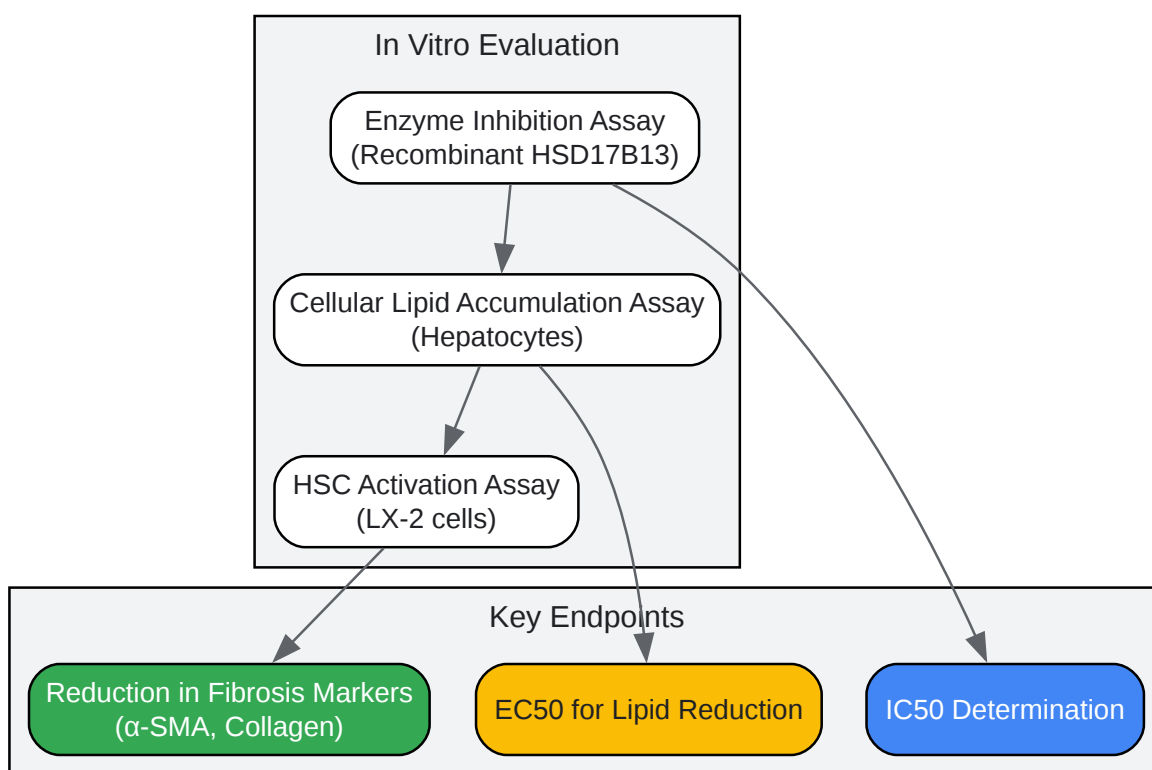 In Vitro Evaluation
Enzyme Inhibition Assay
(Recombinant HSD17B13)
Cellular Lipid Accumulation Assay
(Hepatocytes)
HSC Activation Assay
(LX-2 cells)
Key Endpoints
Reduction in Fibrosis Markers
(α-SMA, Collagen)
EC50 for Lipid Reduction
IC50 Determination